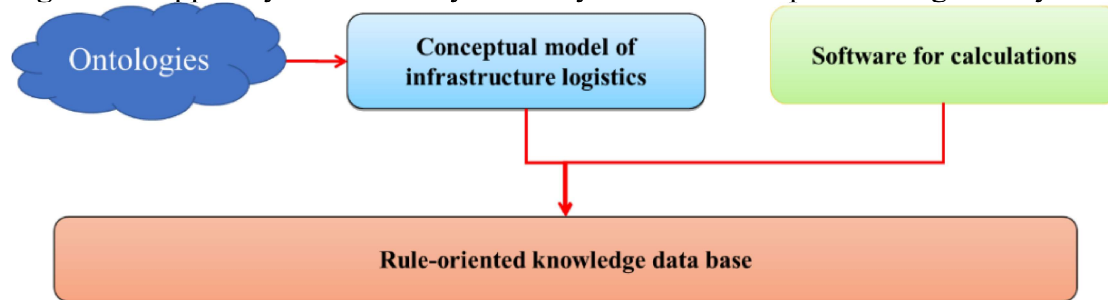 Ontologies
Conceptual model of
infrastructure logistics
Software for calculations
Rule-oriented knowledge data base